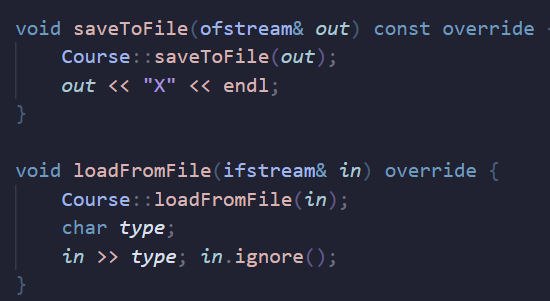 void saveToFile(ofstream& out) const override {
    Course::saveToFile(out);
    out << "X" << endl;
}

void loadFromFile(ifstream& in) override {
    Course::loadFromFile(in);
    char type;
    in >> type; in.ignore();
}